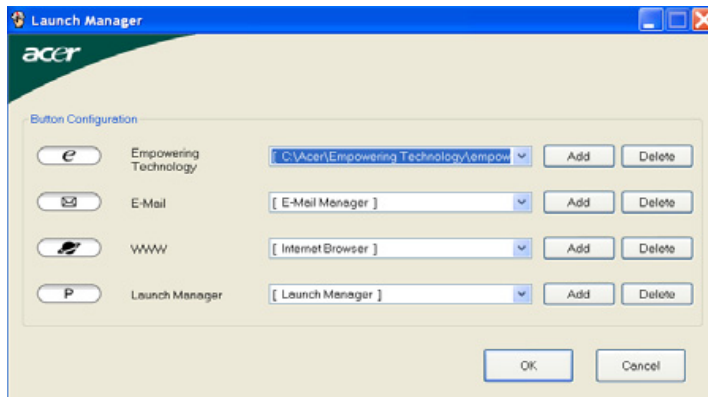 Launch Manager
acer
Button Configuration
e Empowering Technology [ C:\Acer\Empowering Technology\empow Add Delete
E-Mail [ E-Mail Manager ] Add Delete
WWW [ Internet Browser ] Add Delete
P Launch Manager [ Launch Manager ] Add Delete
OK Cancel